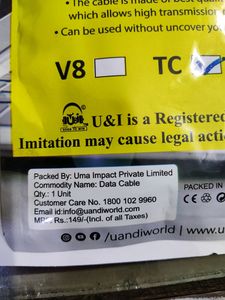 • The cable is made of best qual
which allows high transmission
• Can be used without uncover yo
V8 TC
U&I is a Registered
Imitation may cause legal actio
Packed By: Uma Impact Private Limited
Commodity Name: Data Cable
Qty.: 1 Unit
Customer Care No. 1800 102 9960
Email id:info@uandiworld.com
MRP. Rs.:149/-(Incl. of all Taxes)
PACKED IN
/uandiworld | www.u